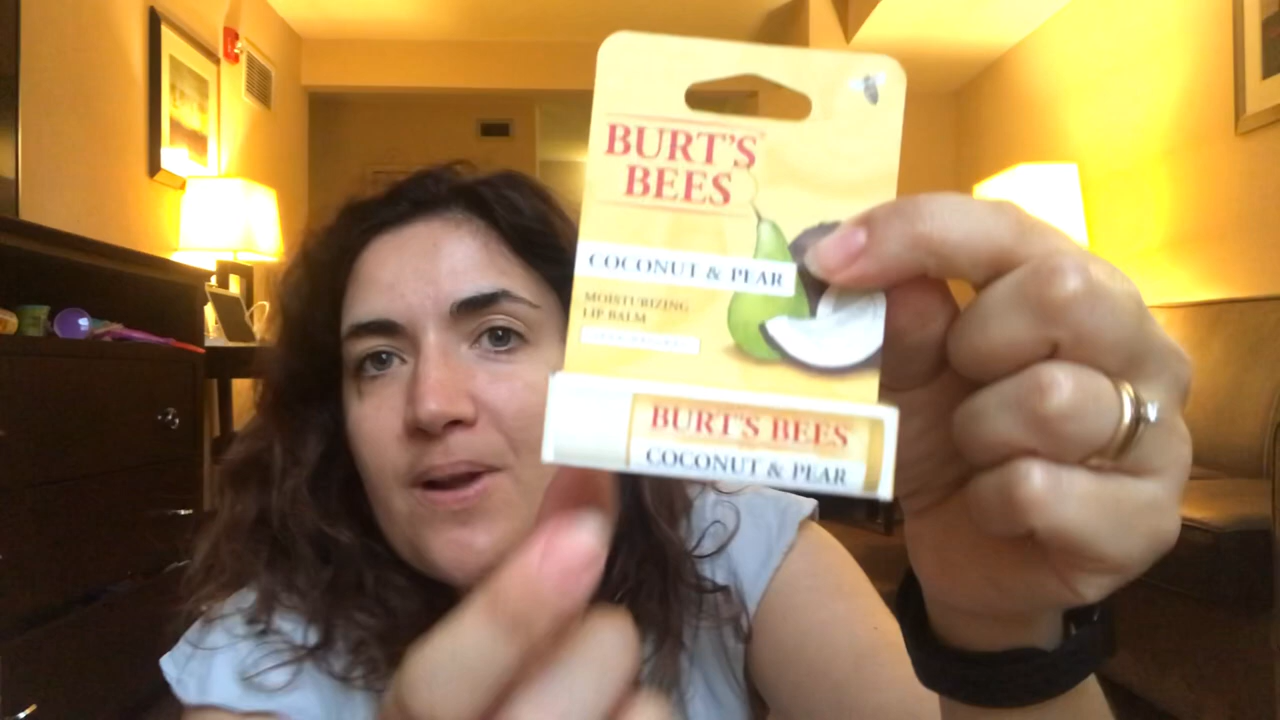 BURT'S
BEES
COCONUT & PEAR
MOISTURIZING
LIP BALM
BURT'S BEES
COCONUT & PEAR